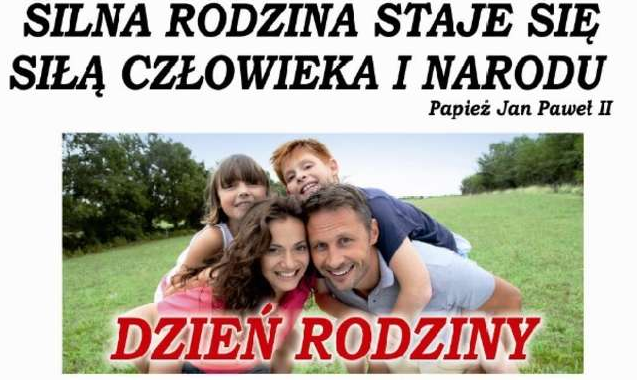 SILNA RODZINA STAJE SIĘ
SIŁĄ CZŁOWIEKA I NARODU
Papież Jan Paweł II
DZIEŃ RODZINY